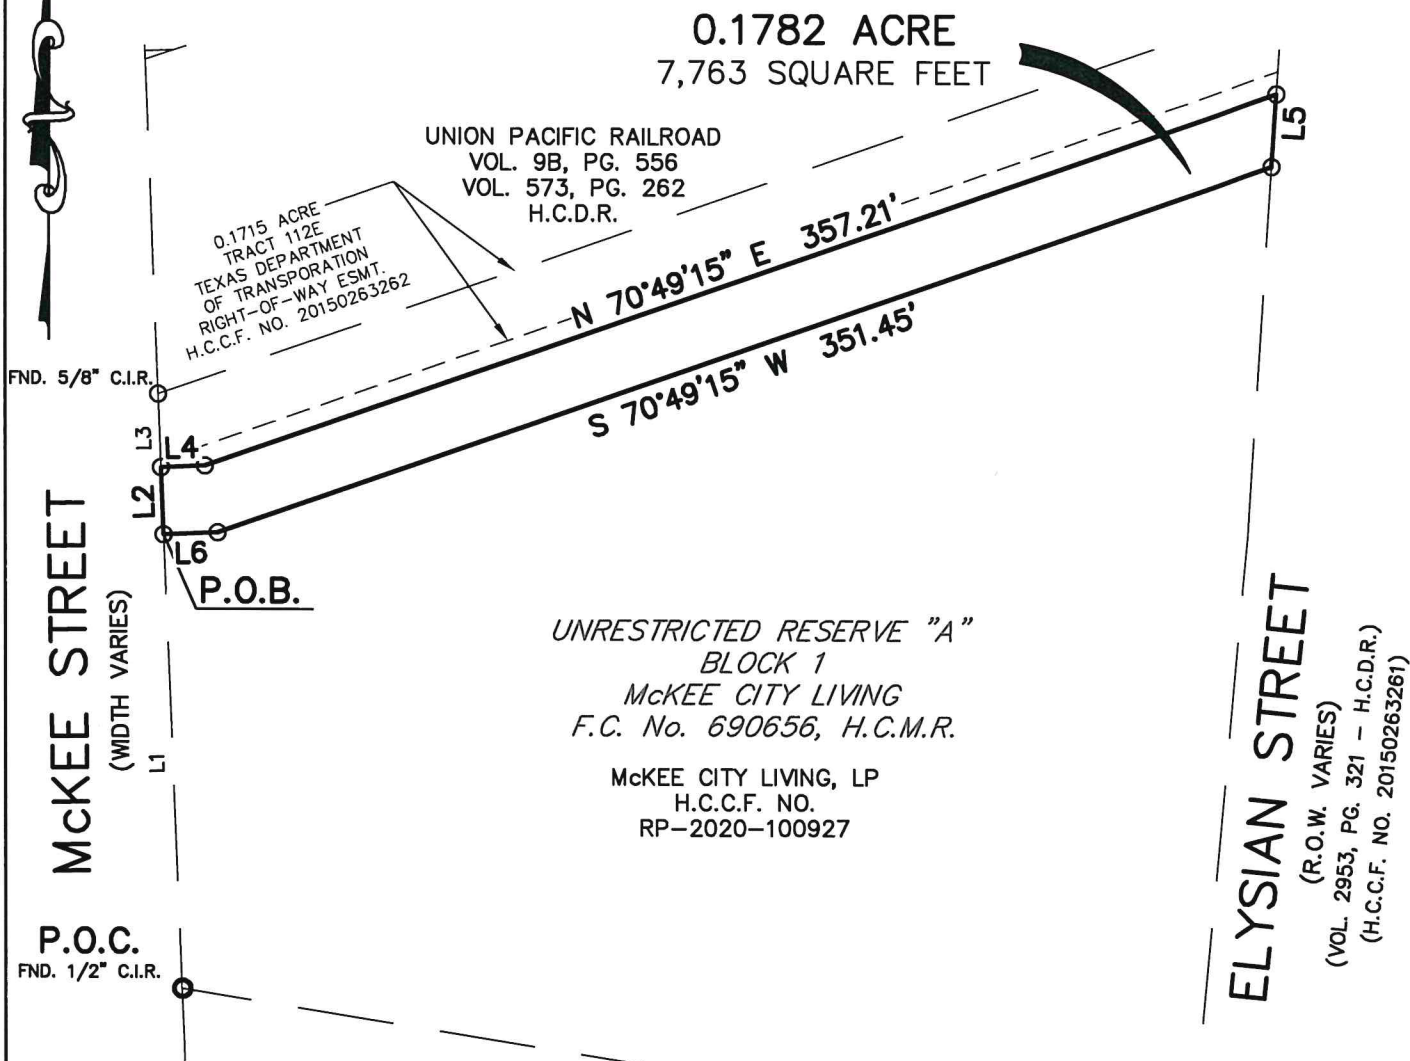 0.1782 ACRE
7,763 SQUARE FEET
UNION PACIFIC RAILROAD
VOL. 9B, PG. 556
VOL. 573, PG. 262
H.C.D.R.
0.1715 ACRE
TRACT 112E
TEXAS DEPARTMENT
OF TRANSPORATION
RIGHT-OF-WAY ESMT.
H.C.C.F. NO. 20150263262
L5
N 70°49'15" E 357.21'
S 70°49'15" W 351.45'
FND. 5/8" C.I.R.
L3
L4
L2
L6
P.O.B.
McKEE STREET
(WIDTH VARIES)
L1
UNRESTRICTED RESERVE "A"
BLOCK 1
McKEE CITY LIVING
F.C. No. 690656, H.C.M.R.
McKEE CITY LIVING, LP
H.C.C.F. NO.
RP-2020-100927
ELYSIAN STREET
(R.O.W. VARIES)
(VOL. 2953, PG. 321 - H.C.D.R.)
(H.C.C.F. NO. 20150263261)
P.O.C.
FND. 1/2" C.I.R.